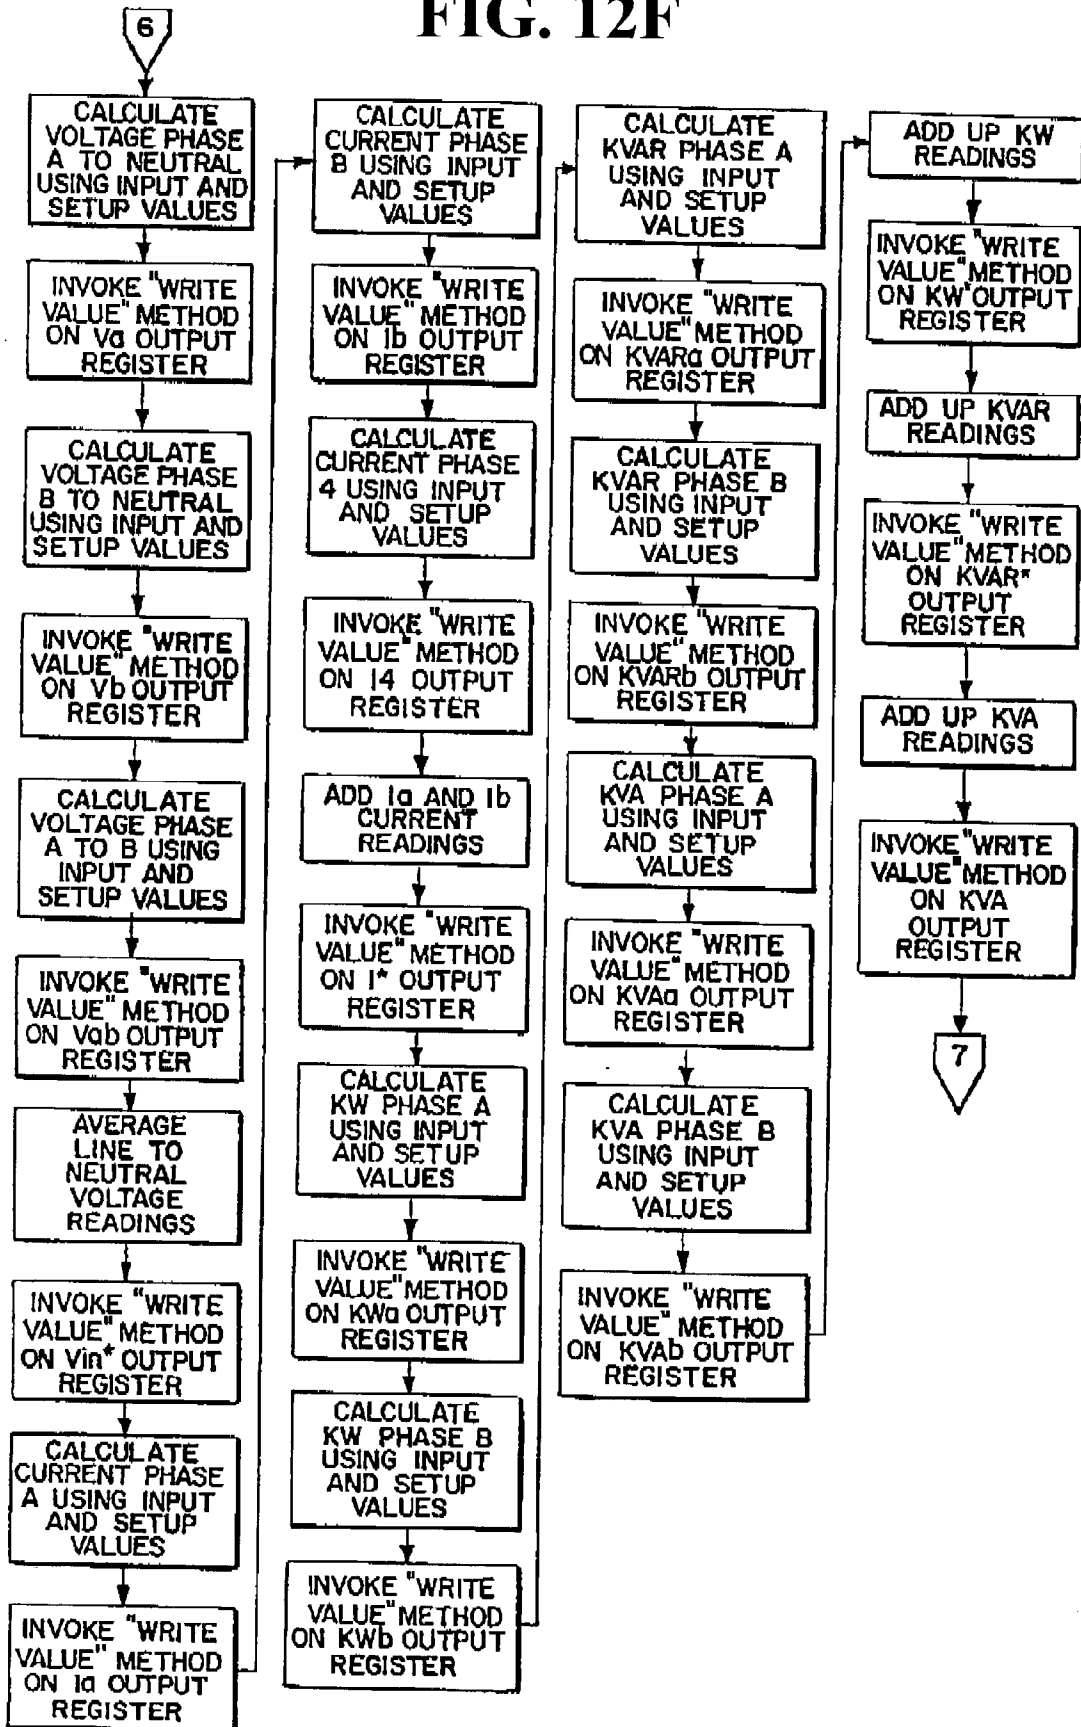 FIG. 12F
6
CALCULATE
VOLTAGE PHASE
A TO NEUTRAL
USING INPUT AND
SETUP VALUES
INVOKE "WRITE
VALUE" METHOD
ON Va OUTPUT
REGISTER
CALCULATE
VOLTAGE PHASE
B TO NEUTRAL
USING INPUT AND
SETUP VALUES
INVOKE "WRITE
VALUE" METHOD
ON Vb OUTPUT
REGISTER
CALCULATE
VOLTAGE PHASE
A TO B USING
INPUT AND
SETUP VALUES
INVOKE "WRITE
VALUE" METHOD
ON Vab OUTPUT
REGISTER
AVERAGE
LINE TO
NEUTRAL
VOLTAGE
READINGS
INVOKE "WRITE
VALUE" METHOD
ON Vin* OUTPUT
REGISTER
CALCULATE
CURRENT PHASE
A USING INPUT
AND SETUP
VALUES
INVOKE "WRITE
VALUE" METHOD
ON Ia OUTPUT
REGISTER
CALCULATE
CURRENT PHASE
B USING INPUT
AND SETUP
VALUES
INVOKE "WRITE
VALUE" METHOD
ON Ib OUTPUT
REGISTER
CALCULATE
CURRENT PHASE
4 USING INPUT
AND SETUP
VALUES
INVOKE "WRITE
VALUE" METHOD
ON I4 OUTPUT
REGISTER
ADD Ia AND Ib
CURRENT
READINGS
INVOKE "WRITE
VALUE" METHOD
ON I* OUTPUT
REGISTER
CALCULATE
KW PHASE A
USING INPUT
AND SETUP
VALUES
INVOKE "WRITE
VALUE" METHOD
ON KWa OUTPUT
REGISTER
CALCULATE
KW PHASE B
USING INPUT
AND SETUP
VALUES
INVOKE "WRITE
VALUE" METHOD
ON KWb OUTPUT
REGISTER
CALCULATE
KVAR PHASE A
USING INPUT
AND SETUP
VALUES
INVOKE "WRITE
VALUE" METHOD
ON KVARa OUTPUT
REGISTER
CALCULATE
KVAR PHASE B
USING INPUT
AND SETUP
VALUES
INVOKE "WRITE
VALUE" METHOD
ON KVARb OUTPUT
REGISTER
CALCULATE
KVA PHASE A
USING INPUT
AND SETUP
VALUES
INVOKE "WRITE
VALUE" METHOD
ON KVAa OUTPUT
REGISTER
CALCULATE
KVA PHASE B
USING INPUT
AND SETUP
VALUES
INVOKE "WRITE
VALUE" METHOD
ON KVAb OUTPUT
REGISTER
ADD UP KW
READINGS
INVOKE "WRITE
VALUE" METHOD
ON KW* OUTPUT
REGISTER
ADD UP KVAR
READINGS
INVOKE "WRITE
VALUE" METHOD
ON KVAR*
OUTPUT
REGISTER
ADD UP KVA
READINGS
INVOKE "WRITE
VALUE" METHOD
ON KVA
OUTPUT
REGISTER
7